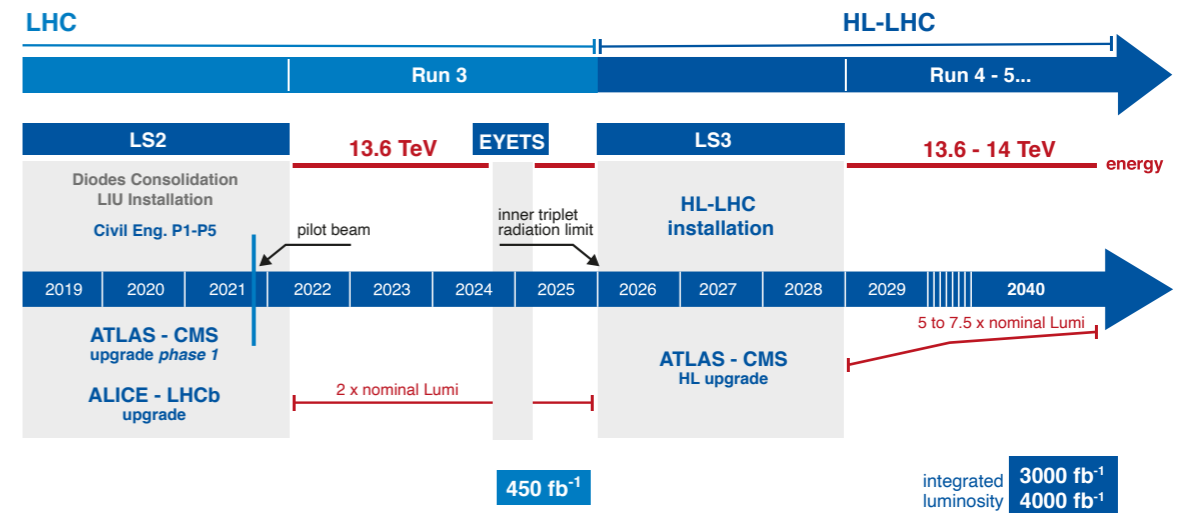 LHC
HL-LHC
Run 3
Run 4 - 5...
LS2
13.6 TeV
EYETS
LS3
13.6 - 14 TeV
energy
Diodes Consolidation
LIU Installation
Civil Eng. P1-P5
pilot beam
inner triplet
radiation limit
HL-LHC
installation
2019
2020
2021
2022
2023
2024
2025
2026
2027
2028
2029
2040
ATLAS - CMS
upgrade phase 1
ALICE - LHCb
upgrade
2 x nominal Lumi
ATLAS - CMS
HL upgrade
5 to 7.5 x nominal Lumi
450 fb-1
integrated
luminosity
3000 fb-1
4000 fb-1